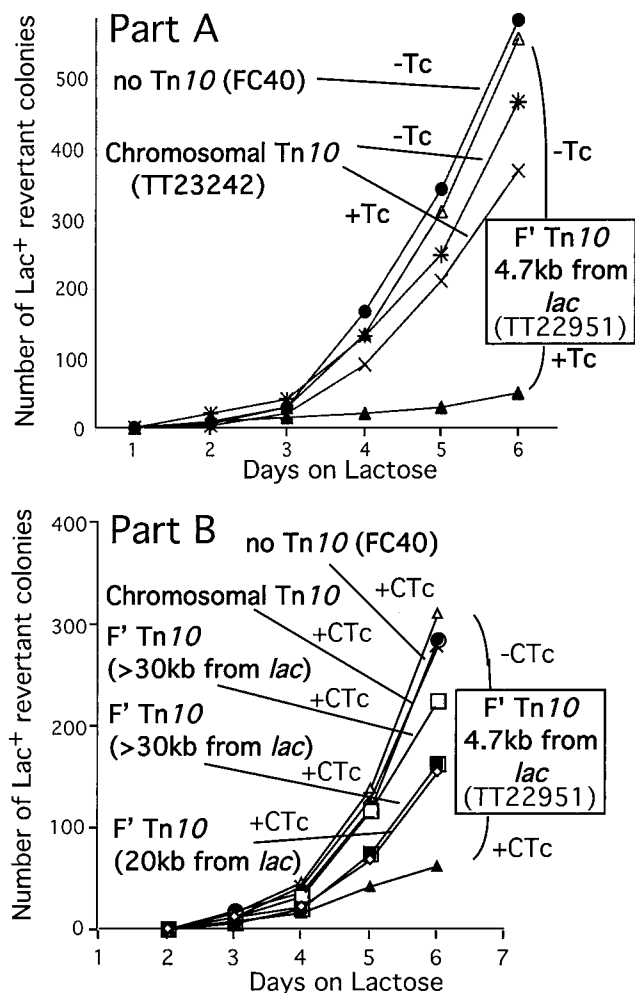 Part A
no Tn10 (FC40)
-Tc
-Tc
Chromosomal Tn10
(TT23242)
+Tc
-Tc
F' Tn10
4.7kb from
lac
(TT22951)
+Tc
Number of Lac+ revertant colonies
500
400
300
200
100
0
1 2 3 4 5 6
Days on Lactose
Part B
no Tn10 (FC40)
+CTc
Chromosomal Tn10
+CTc
F' Tn10
(>30kb from lac)
+CTc
F' Tn10
(>30kb from lac)
+CTc
F' Tn10
(20kb from lac)
+CTc
-CTc
F' Tn10
4.7kb from
lac
(TT22951)
+CTc
Number of Lac+ revertant colonies
400
300
200
100
0
1 2 3 4 5 6 7
Days on Lactose